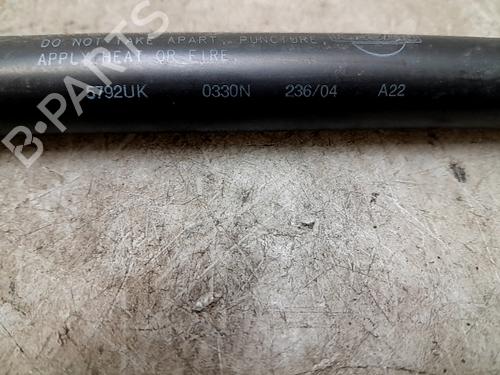 DO NOT TAKE APART, PUNCTURE
APPLY HEAT OR FIRE
5792UK 0330N 236/04 A22
B-PARTS